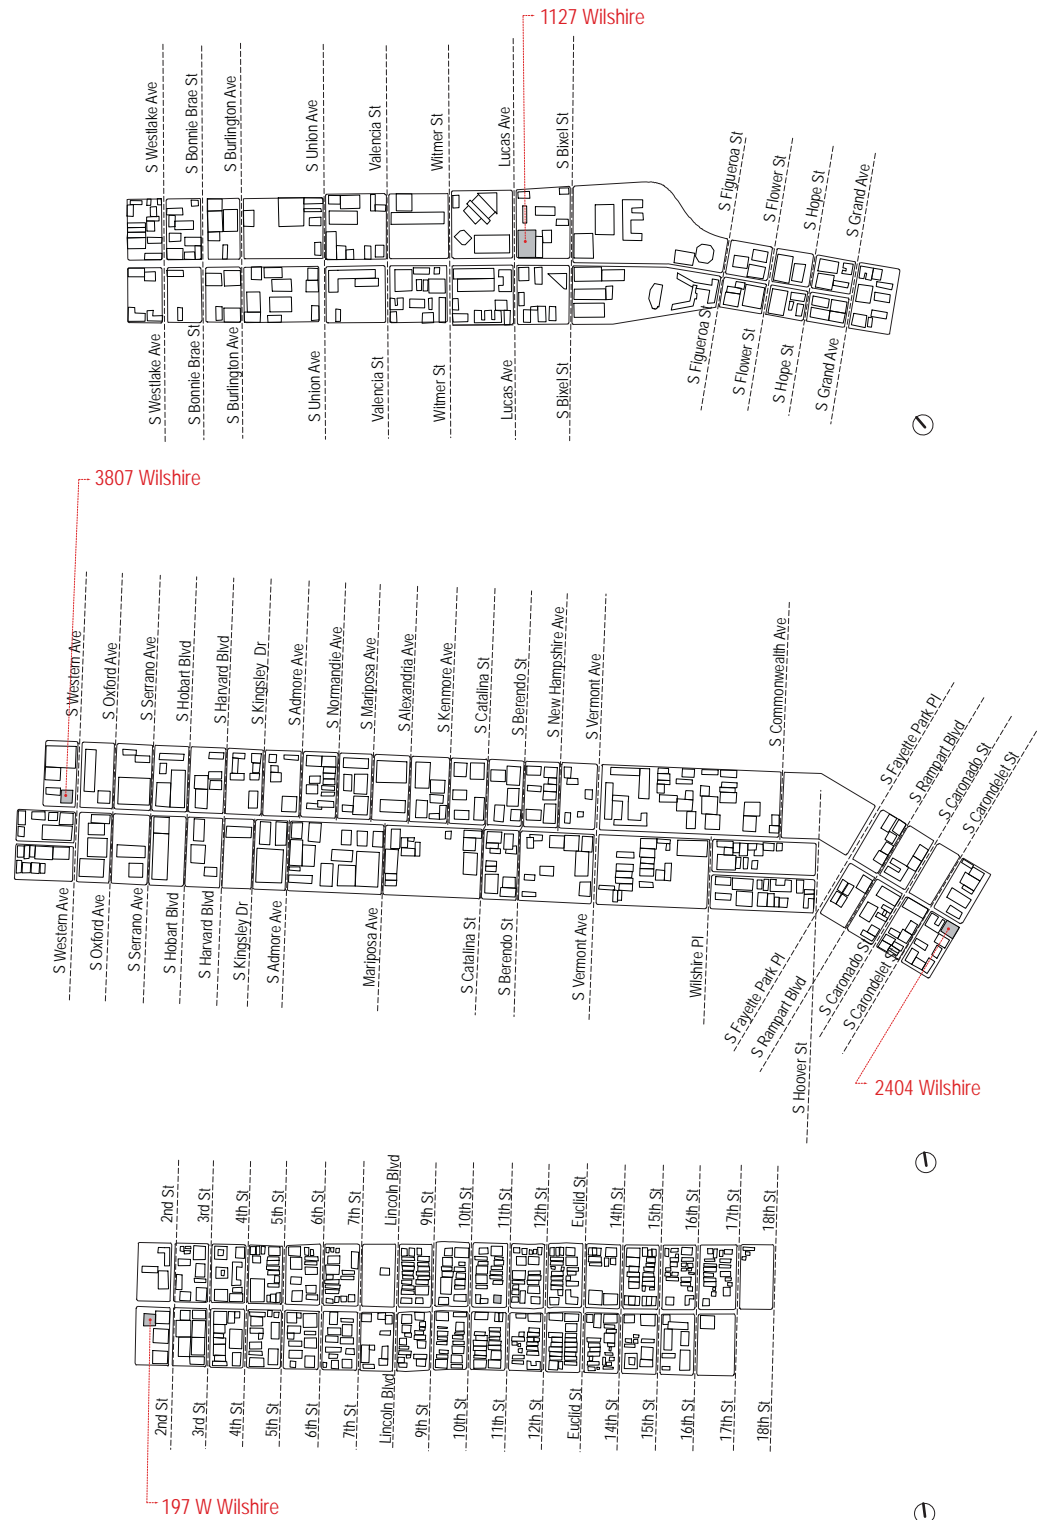 1127 Wilshire
S Westlake Ave
S Bonnie Brae St
S Burlington Ave
S Union Ave
Valencia St
Witmer St
Lucas Ave
S Bixel St
S Figueroa St
S Flower St
S Hope St
S Grand Ave
S Westlake Ave
S Bonnie Brae St
S Burlington Ave
S Union Ave
Valencia St
Witmer St
Lucas Ave
S Bixel St
S Figueroa St
S Flower St
S Hope St
S Grand Ave
3807 Wilshire
S Western Ave
S Oxford Ave
S Serrano Ave
S Hobart Blvd
S Harvard Blvd
S Kingsley Dr
S Admore Ave
S Normandie Ave
S Mariposa Ave
S Alexandria Ave
S Kenmore Ave
S Catalina St
S Berendo St
S New Hampshire Ave
S Vermont Ave
S Commonwealth Ave
S Fayette Park Pl
S Rampart Blvd
S Caronado St
S Carondelet St
S Western Ave
S Oxford Ave
S Serrano Ave
S Hobart Blvd
S Harvard Blvd
S Kingsley Dr
S Admore Ave
Mariposa Ave
S Catalina St
S Berendo St
S Vermont Ave
Wilshire Pl
S Fayette Park Pl
S Rampart Blvd
S Hoover St
S Caronado St
S Carondelet St
2404 Wilshire
2nd St
3rd St
4th St
5th St
6th St
7th St
Lincoln Blvd
9th St
10th St
11th St
12th St
Euclid St
14th St
15th St
16th St
17th St
18th St
2nd St
3rd St
4th St
5th St
6th St
7th St
Lincoln Blvd
9th St
10th St
11th St
12th St
Euclid St
14th St
15th St
16th St
17th St
18th St
197 W Wilshire